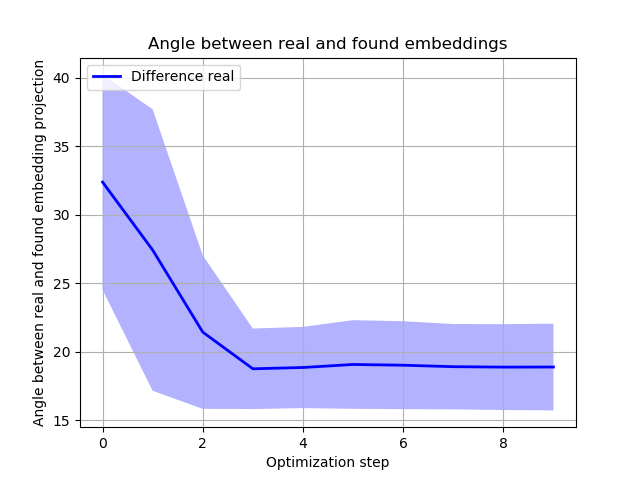 Angle between real and found embeddings
Difference real
Angle between real and found embedding projection
40
35
30
25
20
15
0 2 4 6 8
Optimization step